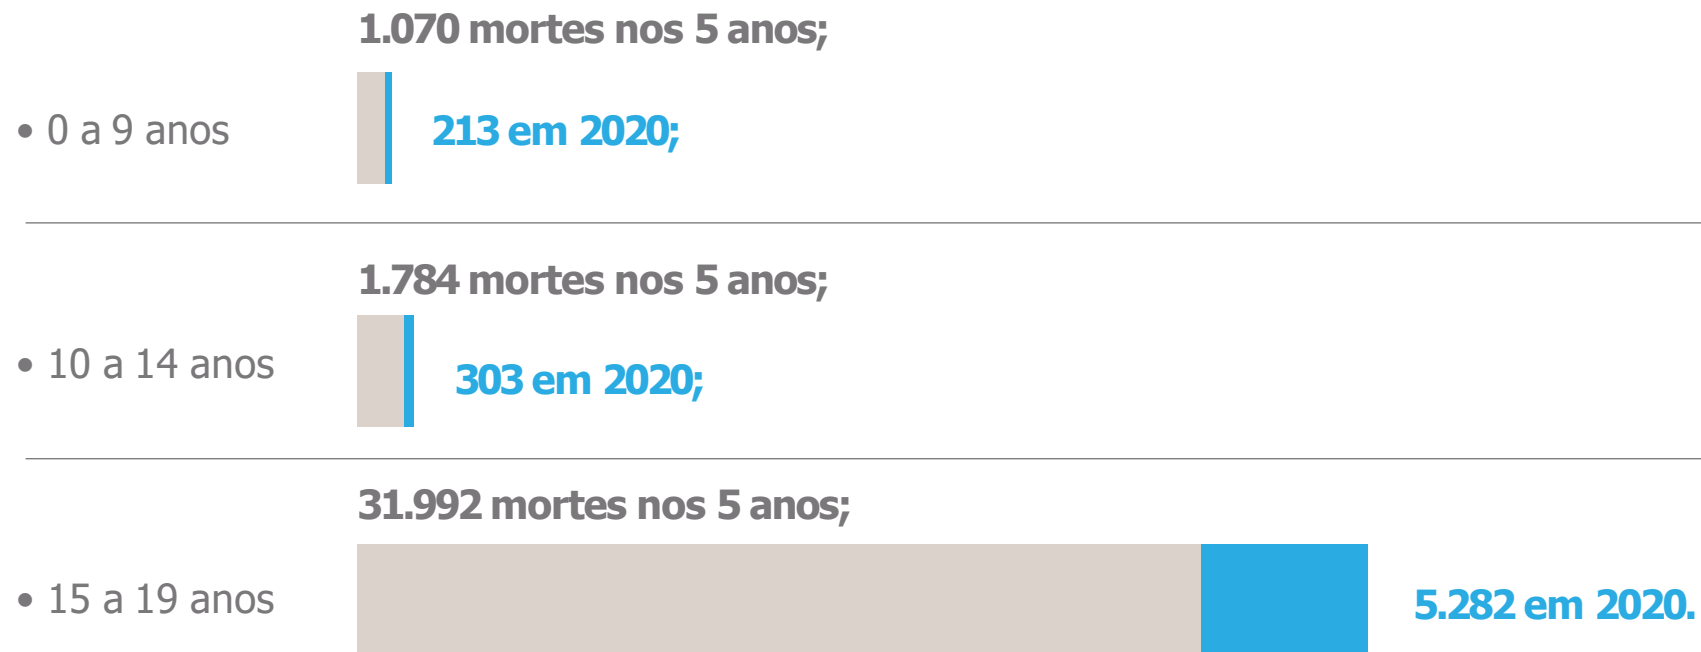 1.070 mortes nos 5 anos;
• 0 a 9 anos
213 em 2020;
1.784 mortes nos 5 anos;
• 10 a 14 anos
303 em 2020;
31.992 mortes nos 5 anos;
• 15 a 19 anos
5.282 em 2020.